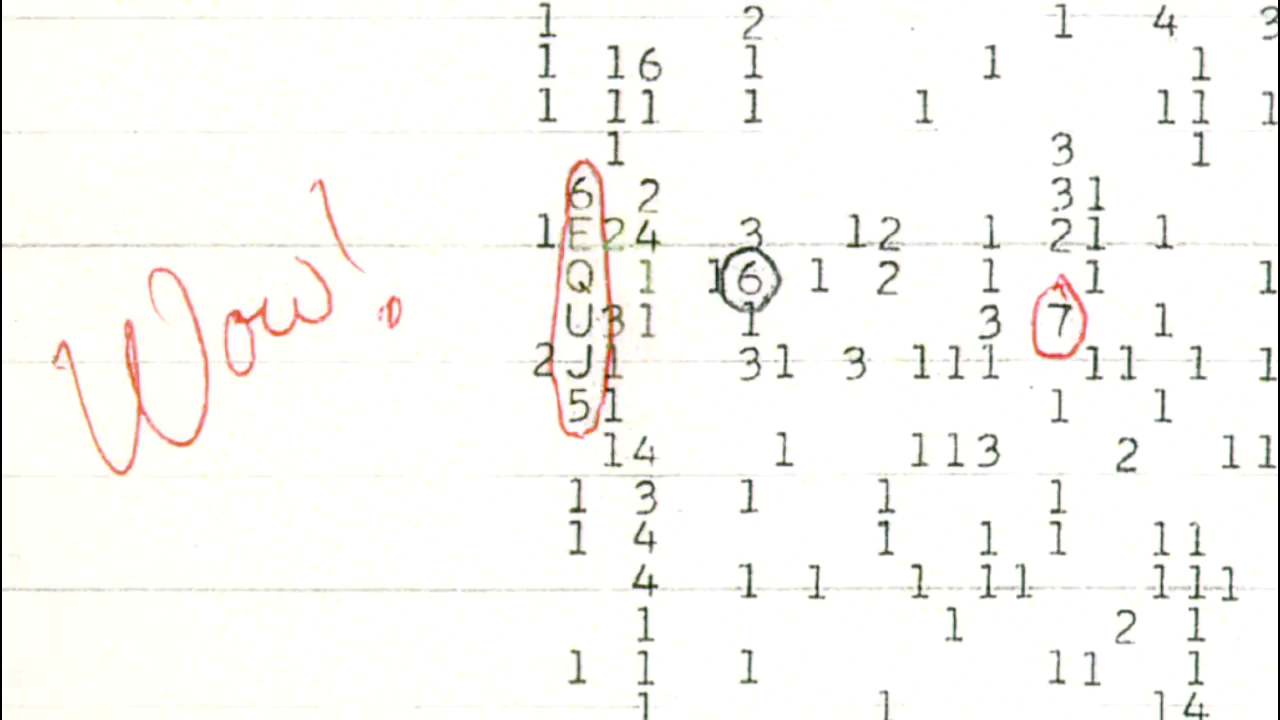 1 2 1 4 3
1 16 1 1 1
1 11 1 1 11 1
1 3 1
6 2 31
1E24 3 12 1 21 1
Q 1 16 1 2 1 1 1
U31 1 3 7 1
2J1 31 3 111 11 1 1
51 1 1
14 1 113 2 11
1 3 1 1 1
1 4 1 1 1 11
4 1 1 1 11 111
1 1 2 1
1 1 1 11 1
1 1 14
Wow!